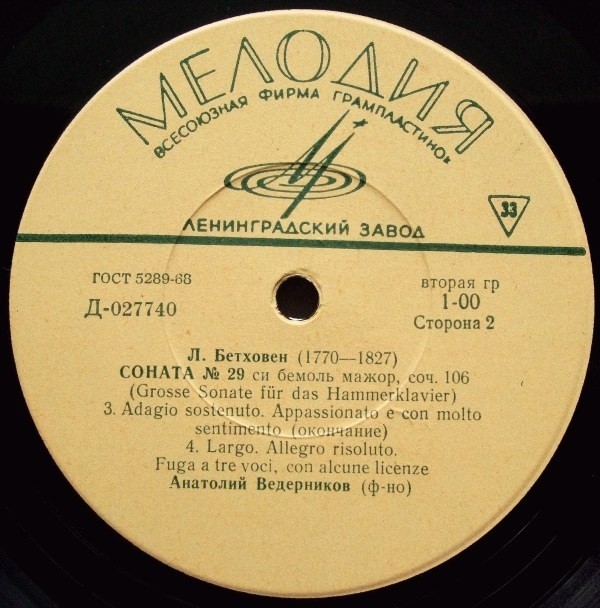 МЕЛОДИЯ
ВСЕСОЮЗНАЯ ФИРМА ГРАМПЛАСТИНОК
ЛЕНИНГРАДСКИЙ ЗАВОД
33
ГОСТ 5289-68
Д-027740
вторая гр
1-00
Сторона 2
Л. Бетховен (1770—1827)
СОНАТА № 29 си бемоль мажор, соч. 106
(Grosse Sonate für das Hammerklavier)
3. Adagio sostenuto. Appassionato e con molto
sentimento (окончание)
4. Largo. Allegro risoluto.
Fuga a tre voci, con alcune licenze
Анатолий Ведерников (ф-но)